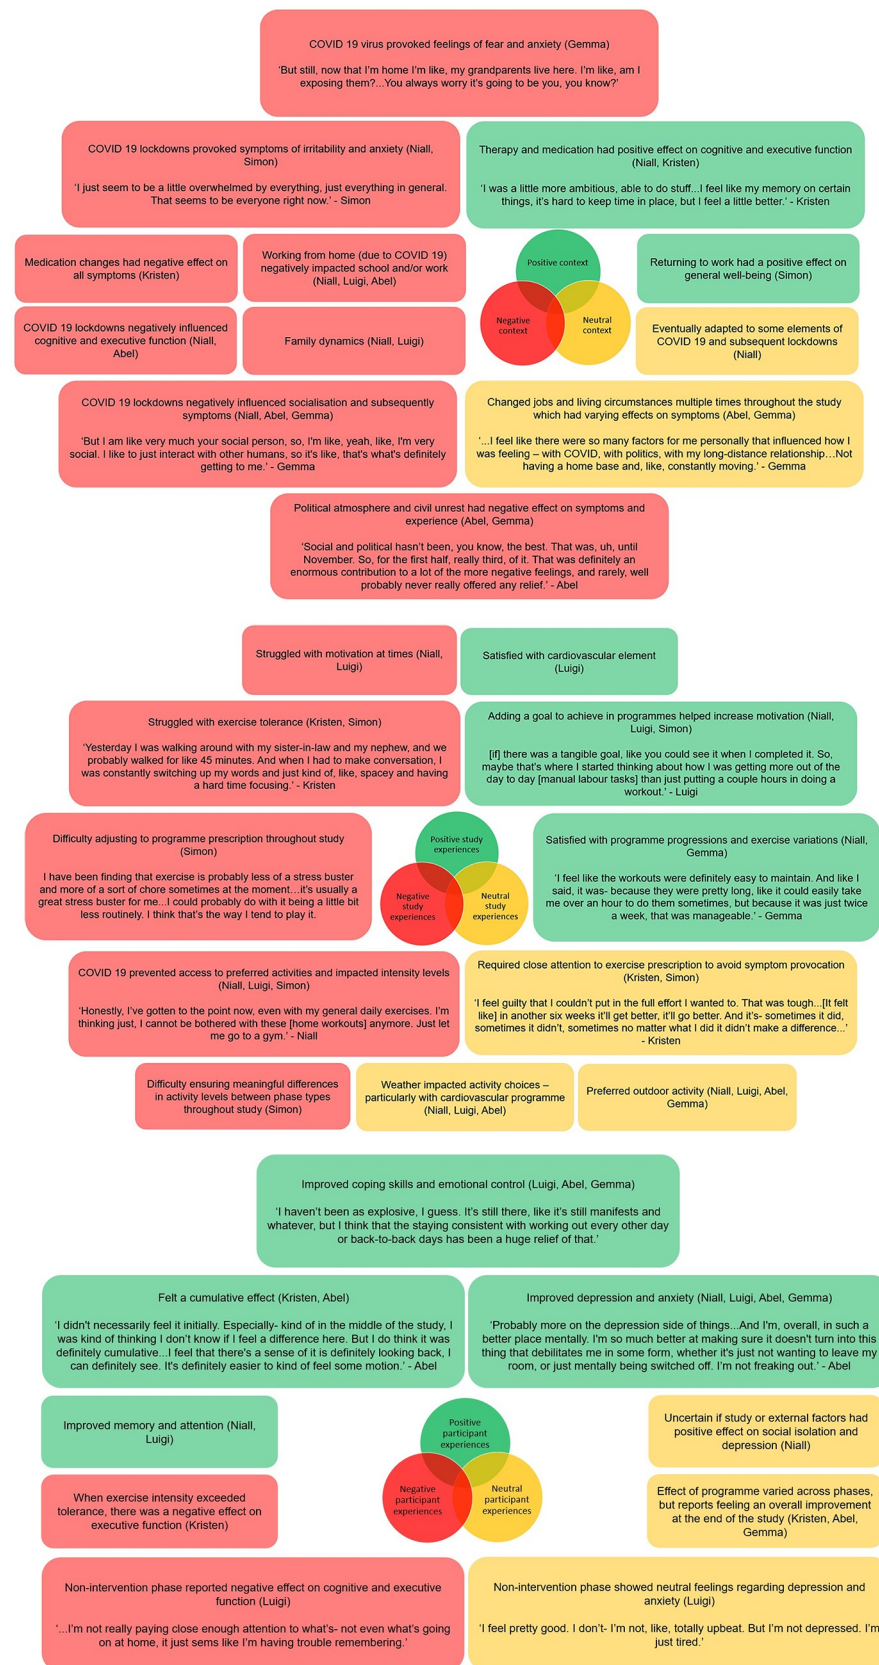 COVID 19 virus provoked feelings of fear and anxiety (Gemma)
‘But still, now that I’m home I’m like, my grandparents live here. I’m like, am I
exposing them?...You always worry it’s going to be you, you know?’
COVID 19 lockdowns provoked symptoms of irritability and anxiety (Niall,
Simon)
‘I just seem to be a little overwhelmed by everything, just everything in general.
That seems to be everyone right now.’ - Simon
Therapy and medication had positive effect on cognitive and executive function
(Niall, Kristen)
‘I was a little more ambitious, able to do stuff...I feel like my memory on certain
things, it’s hard to keep time in place, but I feel a little better.’ - Kristen
Medication changes had negative effect on
all symptoms (Kristen)
Working from home (due to COVID 19)
negatively impacted school and/or work
(Niall, Luigi, Abel)
Positive context
Negative
context
Neutral
context
Returning to work had a positive effect on
general well-being (Simon)
COVID 19 lockdowns negatively influenced
cognitive and executive function (Niall,
Abel)
Family dynamics (Niall, Luigi)
Eventually adapted to some elements of
COVID 19 and subsequent lockdowns
(Niall)
COVID 19 lockdowns negatively influenced socialisation and subsequently
symptoms (Niall, Abel, Gemma)
‘But I am like very much your social person, so, I'm like, yeah, like, I'm very
social. I like to just interact with other humans, so it's like, that's what's definitely
getting to me.’ - Gemma
Changed jobs and living circumstances multiple times throughout the study
which had varying effects on symptoms (Abel, Gemma)
‘...I feel like there were so many factors for me personally that influenced how I
was feeling – with COVID, with politics, with my long-distance relationship…Not
having a home base and, like, constantly moving.’ - Gemma
Political atmosphere and civil unrest had negative effect on symptoms and
experience (Abel, Gemma)
‘Social and political hasn’t been, you know, the best. That was, uh, until
November. So, for the first half, really third, of it. That was definitely an
enormous contribution to a lot of the more negative feelings, and rarely, well
probably never really offered any relief.’ - Abel
Struggled with motivation at times (Niall,
Luigi)
Satisfied with cardiovascular element
(Luigi)
Struggled with exercise tolerance (Kristen, Simon)
‘Yesterday I was walking around with my sister-in-law and my nephew, and we
probably walked for like 45 minutes. And when I had to make conversation, I
was constantly switching up my words and just kind of, like, spacey and having
a hard time focusing.’ - Kristen
Adding a goal to achieve in programmes helped increase motivation (Niall,
Luigi, Simon)
[if] there was a tangible goal, like you could see it when I completed it. So,
maybe that's where I started thinking about how I was getting more out of the
day to day [manual labour tasks] than just putting a couple hours in doing a
workout.’ - Luigi
Difficulty adjusting to programme prescription throughout study
(Simon)
I have been finding that exercise is probably less of a stress buster
and more of a sort of chore sometimes at the moment…it's usually a
great stress buster for me...I could probably do with it being a little bit
less routinely. I think that’s the way I tend to play it.
Positive study
experiences
Negative
study
experiences
Neutral
study
experiences
Satisfied with programme progressions and exercise variations (Niall,
Gemma)
‘I feel like the workouts were definitely easy to maintain. And like I
said, it was- because they were pretty long, like it could easily take
me over an hour to do them sometimes, but because it was just twice
a week, that was manageable.’ - Gemma
COVID 19 prevented access to preferred activities and impacted intensity levels
(Niall, Luigi, Simon)
‘Honestly, I’ve gotten to the point now, even with my general daily exercises. I’m
thinking just, I cannot be bothered with these [home workouts] anymore. Just let
me go to a gym.’ - Niall
Required close attention to exercise prescription to avoid symptom provocation
(Kristen, Simon)
‘I feel guilty that I couldn’t put in the full effort I wanted to. That was tough...[It felt
like] in another six weeks it'll get better, it’ll go better. And it's- sometimes it did,
sometimes it didn’t, sometimes no matter what I did it didn’t make a difference...’
- Kristen
Difficulty ensuring meaningful differences
in activity levels between phase types
throughout study (Simon)
Weather impacted activity choices –
particularly with cardiovascular programme
(Niall, Luigi, Abel)
Preferred outdoor activity (Niall, Luigi, Abel,
Gemma)
Improved coping skills and emotional control (Luigi, Abel, Gemma)
‘I haven’t been as explosive, I guess. It’s still there, like it’s still manifests and
whatever, but I think that the staying consistent with working out every other day
or back-to-back days has been a huge relief of that.’
Felt a cumulative effect (Kristen, Abel)
‘I didn't necessarily feel it initially. Especially- kind of in the middle of the study, I
was kind of thinking I don’t know if I feel a difference here. But I do think it was
definitely cumulative...I feel that there's a sense of it is definitely looking back, I
can definitely see. It's definitely easier to kind of feel some motion.’ - Abel
Improved depression and anxiety (Niall, Luigi, Abel, Gemma)
‘Probably more on the depression side of things...And I'm, overall, in such a
better place mentally. I'm so much better at making sure it doesn't turn into this
thing that debilitates me in some form, whether it's just not wanting to leave my
room, or just mentally being switched off. I’m not freaking out.’ - Abel
Improved memory and attention (Niall,
Luigi)
Positive
participant
experiences
Negative
participant
experiences
Neutral
participant
experiences
Uncertain if study or external factors had
positive effect on social isolation and
depression (Niall)
When exercise intensity exceeded
tolerance, there was a negative effect on
executive function (Kristen)
Effect of programme varied across phases,
but reports feeling an overall improvement
at the end of the study (Kristen, Abel,
Gemma)
Non-intervention phase reported negative effect on cognitive and executive
function (Luigi)
‘...I’m not really paying close enough attention to what’s- not even what’s going
on at home, it just sems like I’m having trouble remembering.’
Non-intervention phase showed neutral feelings regarding depression and
anxiety (Luigi)
‘I feel pretty good. I don’t- I’m not, like, totally upbeat. But I’m not depressed. I’m
just tired.’